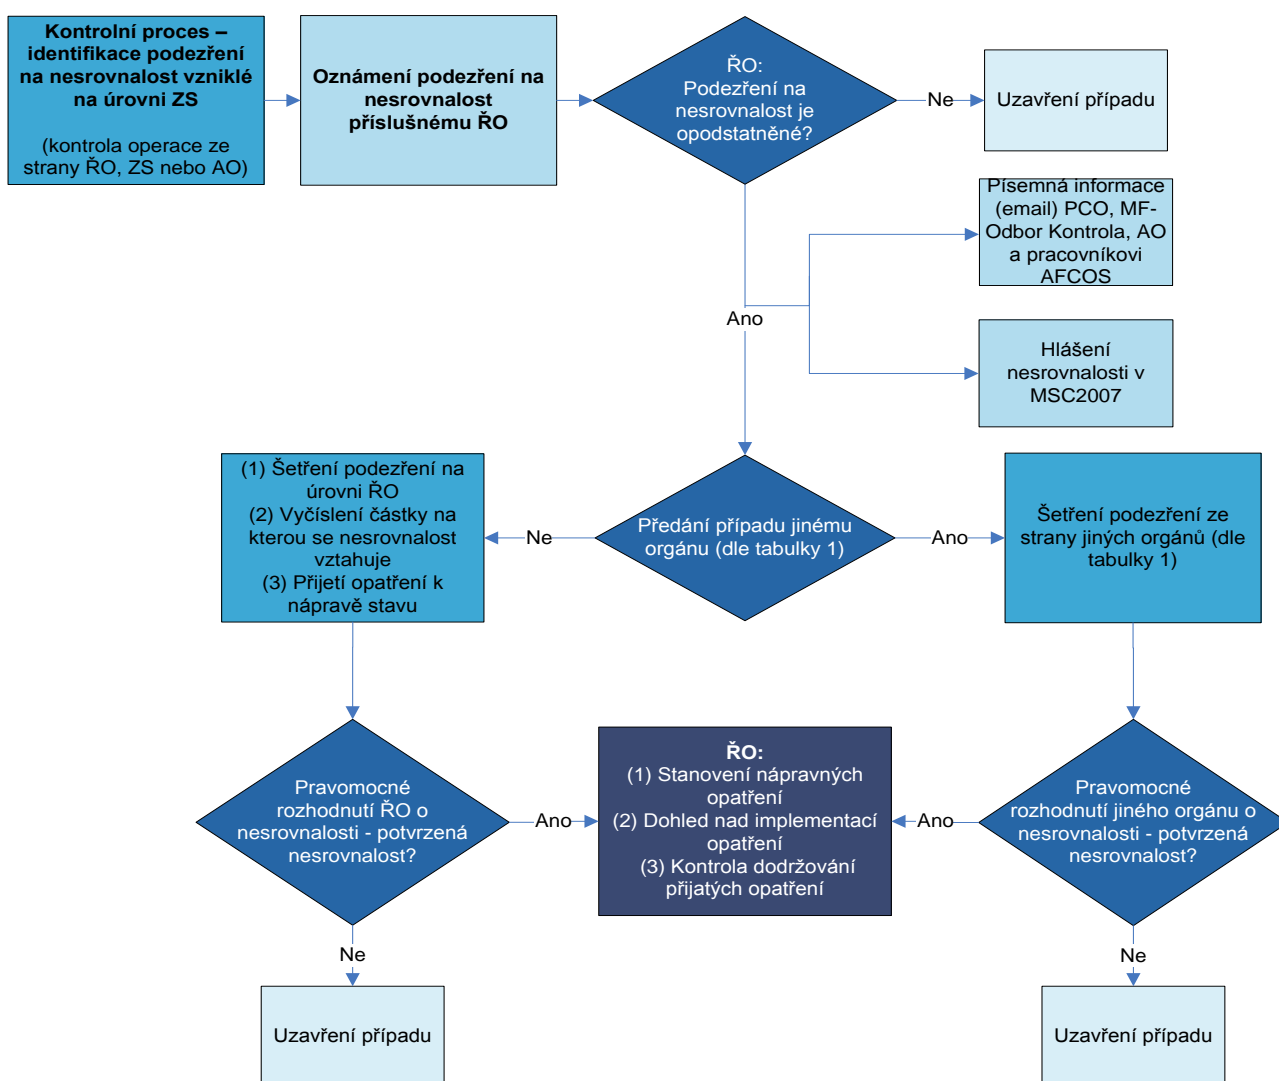 Kontrolní proces –
identifikace podezření
na nesrovnalost vzniklé
na úrovni ZS
(kontrola operace ze
strany ŘO, ZS nebo AO)
Oznámení podezření na
nesrovnalost
příslušnému ŘO
ŘO:
Podezření na
nesrovnalost je
opodstatněné?
Ne
Uzavření případu
Písemná informace
(email) PCO, MF-
Odbor Kontrola, AO
a pracovníkovi
AFCOS
Ano
Hlášení
nesrovnalosti v
MSC2007
(1) Šetření podezření na
úrovni ŘO
(2) Vyčíslení částky na
kterou se nesrovnalost
vztahuje
(3) Přijetí opatření k
nápravě stavu
Ne
Předání případu jinému
orgánu (dle tabulky 1)
Ano
Šetření podezření ze
strany jiných orgánů (dle
tabulky 1)
Pravomocné
rozhodnutí ŘO o
nesrovnalosti - potvrzená
nesrovnalost?
Ano
ŘO:
(1) Stanovení nápravných
opatření
(2) Dohled nad implementací
opatření
(3) Kontrola dodržování
přijatých opatření
Ano
Pravomocné
rozhodnutí jiného orgánu o
nesrovnalosti - potvrzená
nesrovnalost?
Ne
Ne
Uzavření případu
Uzavření případu